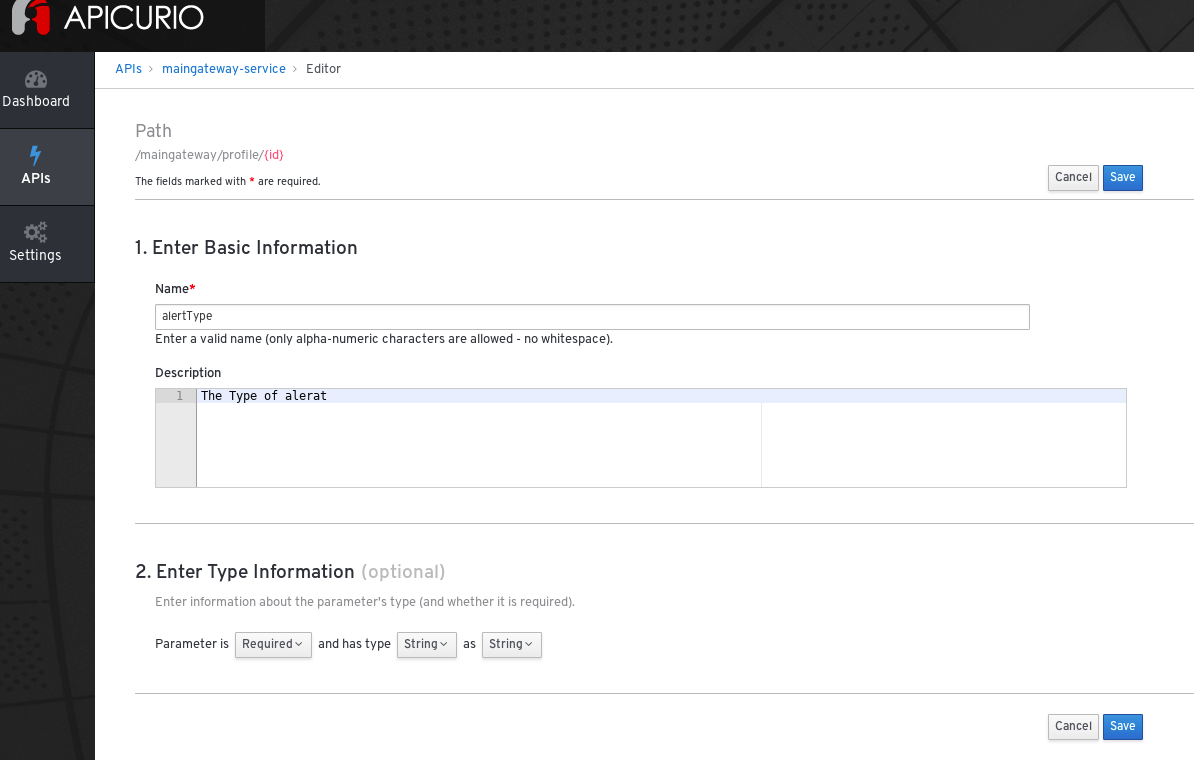 APICURIO
APIs > maingateway-service > Editor
Dashboard
APIs
Settings
Path
/maingateway/profile/{id}
The fields marked with * are required.
Cancel Save
1. Enter Basic Information
Name*
alertType
Enter a valid name (only alpha-numeric characters are allowed - no whitespace).
Description
1 The Type of alerat
2. Enter Type Information (optional)
Enter information about the parameter's type (and whether it is required).
Parameter is Required and has type String as String
Cancel Save